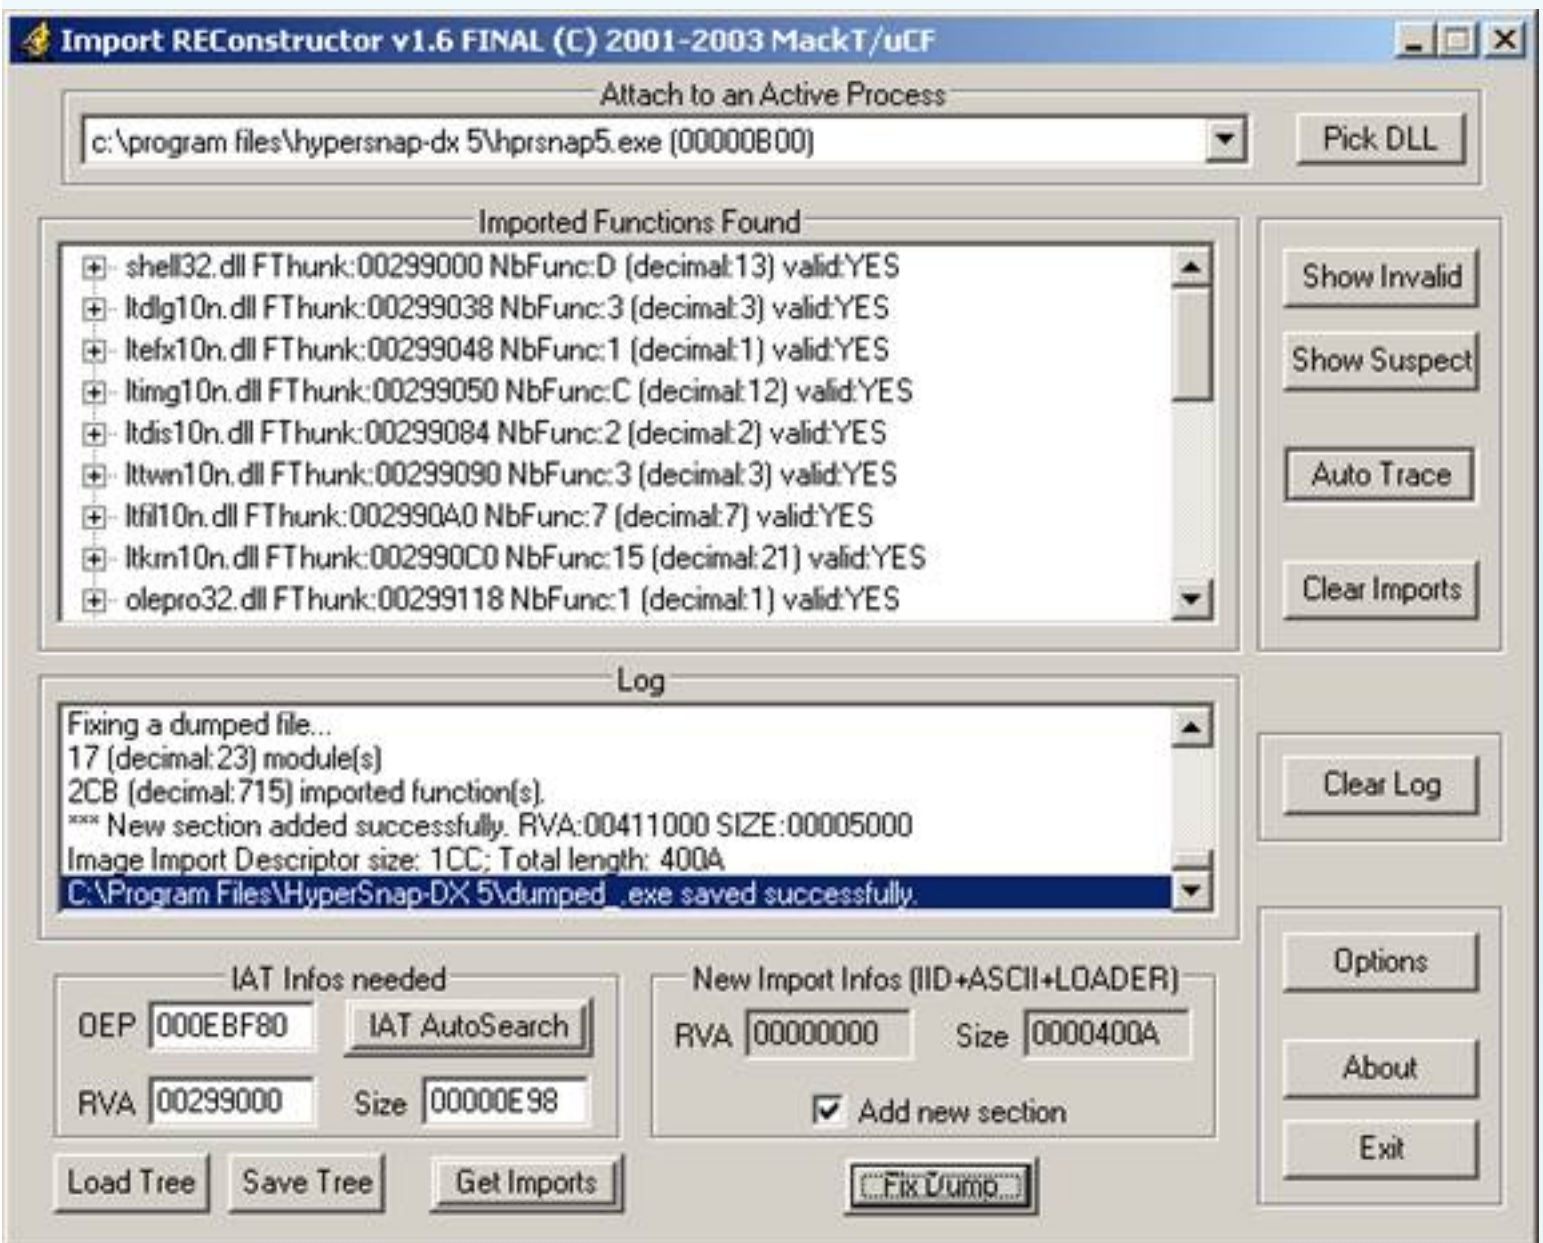 Import REConstructor v1.6 FINAL (C) 2001-2003 MackT/uCF
Attach to an Active Process
c:\program files\hypersnap-dx 5\hprsnap5.exe (00000B00)
Pick DLL
Imported Functions Found
shell32.dll FThunk:00299000 NbFunc:D (decimal:13) valid:YES
ltdlg10n.dll FThunk:00299038 NbFunc:3 (decimal:3) valid:YES
ltefx10n.dll FThunk:00299048 NbFunc:1 (decimal:1) valid:YES
ltimg10n.dll FThunk:00299050 NbFunc:C (decimal:12) valid:YES
ltdis10n.dll FThunk:00299084 NbFunc:2 (decimal:2) valid:YES
lttwn10n.dll FThunk:00299090 NbFunc:3 (decimal:3) valid:YES
ltfil10n.dll FThunk:002990A0 NbFunc:7 (decimal:7) valid:YES
ltkrn10n.dll FThunk:002990C0 NbFunc:15 (decimal:21) valid:YES
olepro32.dll FThunk:00299118 NbFunc:1 (decimal:1) valid:YES
Show Invalid
Show Suspect
Auto Trace
Clear Imports
Log
Fixing a dumped file...
17 (decimal:23) module(s)
2CB (decimal:715) imported function(s).
*** New section added successfully. RVA:00411000 SIZE:00005000
Image Import Descriptor size: 1CC; Total length: 400A
C:\Program Files\HyperSnap-DX 5\dumped_.exe saved successfully.
Clear Log
IAT Infos needed
OEP 000EBF80 IAT AutoSearch
RVA 00299000 Size 00000E98
New Import Infos (IID+ASCII+LOADER)
RVA 00000000 Size 0000400A
Add new section
Options
About
Exit
Load Tree Save Tree Get Imports Fix Dump